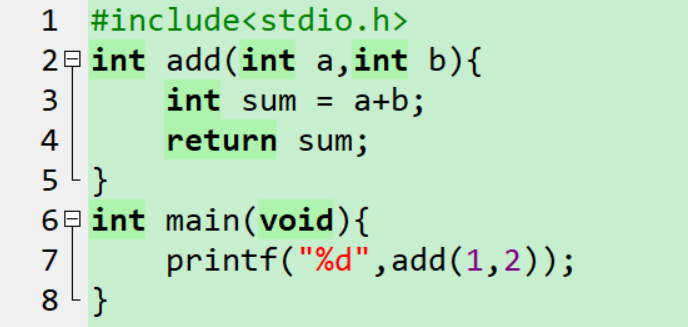 1 #include<stdio.h>
2 int add(int a,int b){
3     int sum = a+b;
4     return sum;
5 }
6 int main(void){
7     printf("%d",add(1,2));
8 }